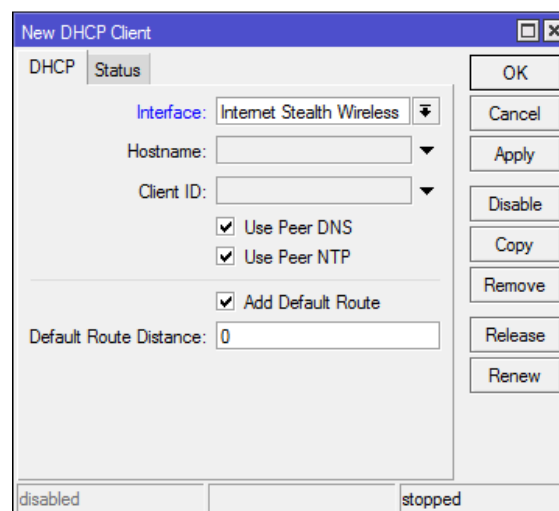 New DHCP Client
DHCP
Status
Interface: Internet Stealth Wireless
Hostname:
Client ID:
Use Peer DNS
Use Peer NTP
Add Default Route
Default Route Distance: 0
OK
Cancel
Apply
Disable
Copy
Remove
Release
Renew
disabled
stopped